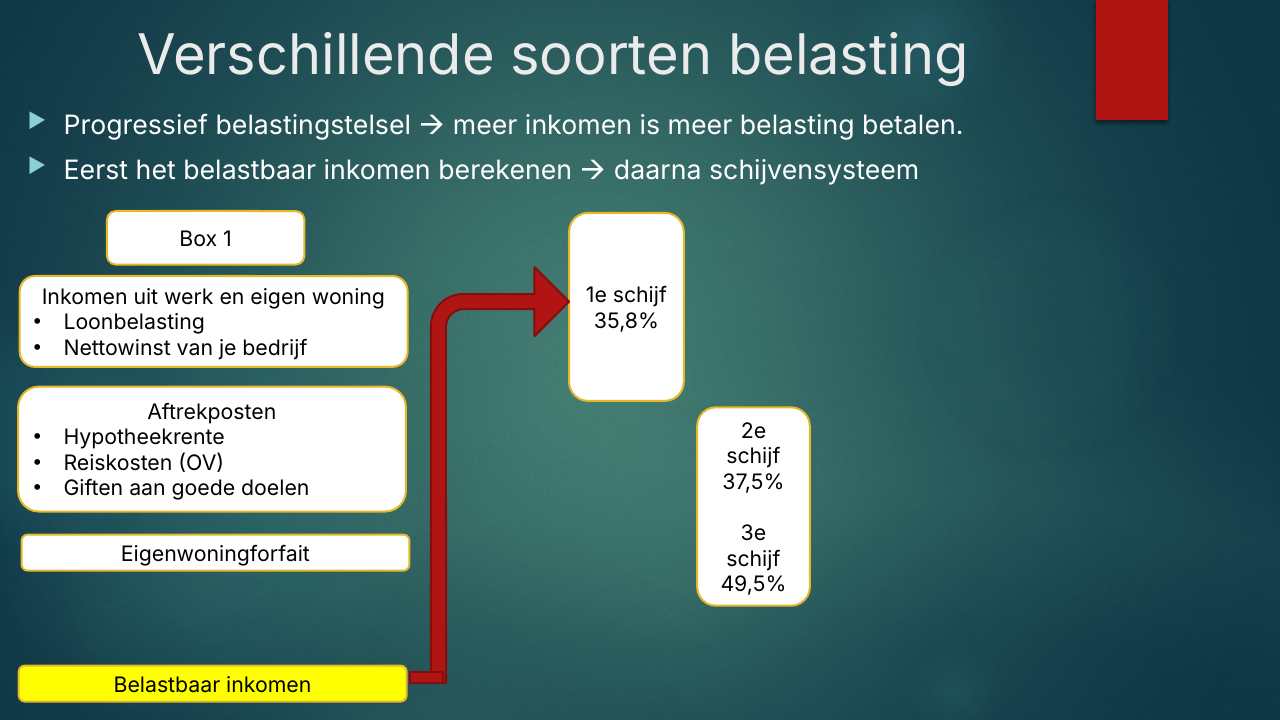 Verschillende soorten belasting
Progressief belastingstelsel → meer inkomen is meer belasting betalen.
Eerst het belastbaar inkomen berekenen → daarna schijvensysteem
Box 1
Inkomen uit werk en eigen woning
• Loonbelasting
• Nettowinst van je bedrijf
Aftrekposten
• Hypotheekrente
• Reiskosten (OV)
• Giften aan goede doelen
Eigenwoningforfait
Belastbaar inkomen
1e schijf
35,8%
2e
schijf
37,5%
3e
schijf
49,5%